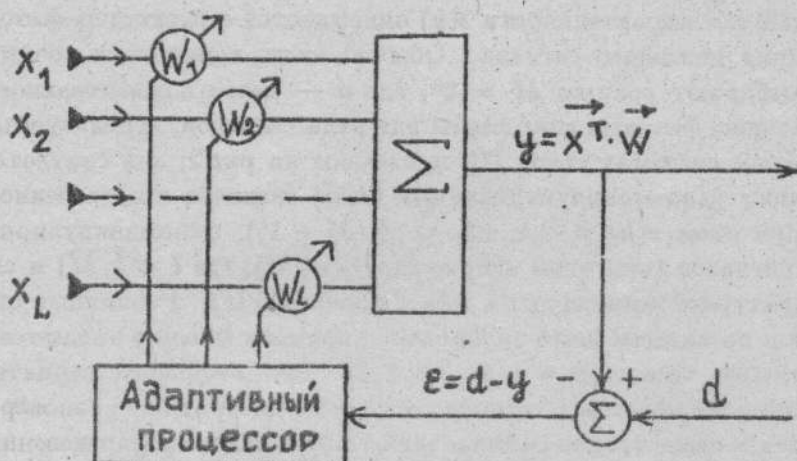 X1
W1
X2
W2
XL
WL
Σ
y=X^T·W
Адаптивный
процессор
ε=d-y
- +
Σ
d